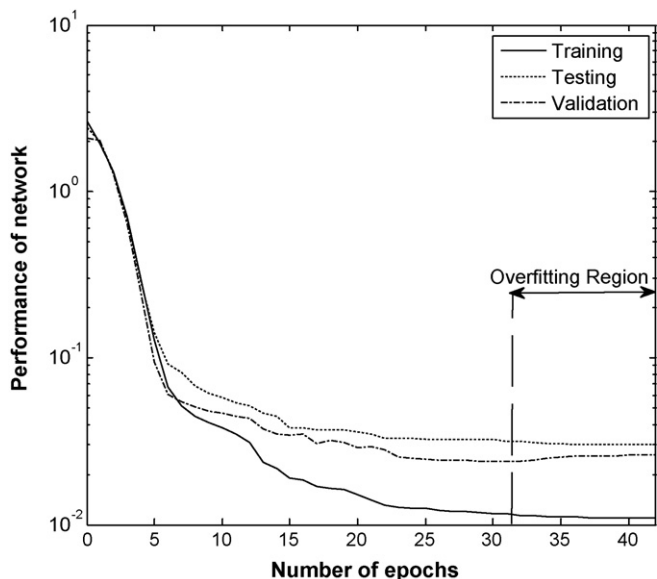 10^1
Training
Testing
Validation
10^0
Performance of network
Overfitting Region
10^-1
10^-2
0 5 10 15 20 25 30 35 40
Number of epochs